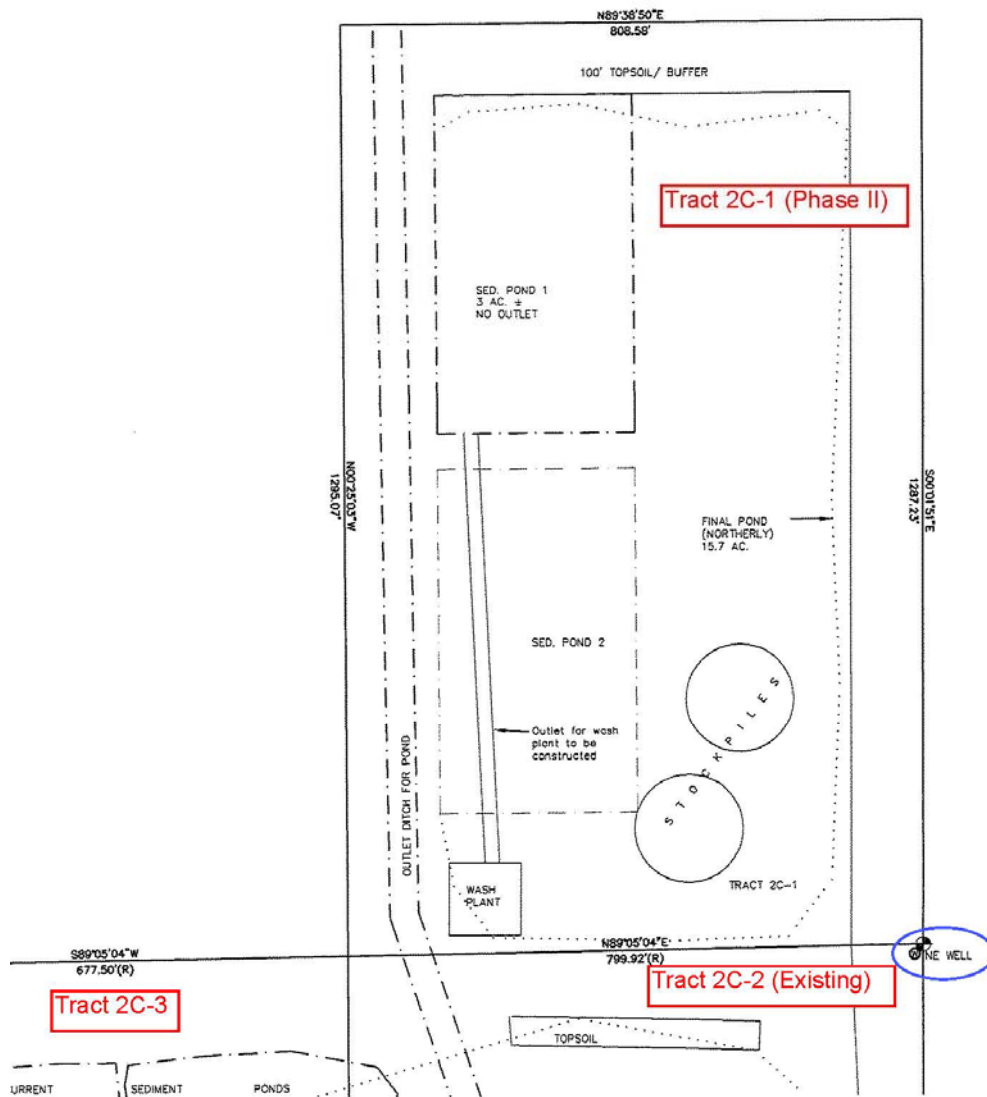 N89°38'50"E
808.58'
100' TOPSOIL/ BUFFER
Tract 2C-1 (Phase II)
SED. POND 1
3 AC. ±
NO OUTLET
N00°25'03"W
1295.07'
S00°01'51"E
1287.23'
FINAL POND
(NORTHERLY)
15.7 AC.
SED. POND 2
STOCKPILES
Outlet for wash
plant to be
constructed
OUTLET DITCH FOR POND
WASH
PLANT
TRACT 2C-1
S89°05'04"W
677.50'(R)
N89°05'04"E
799.92'(R)
NE WELL
Tract 2C-3
Tract 2C-2 (Existing)
TOPSOIL
URRENT SEDIMENT PONDS